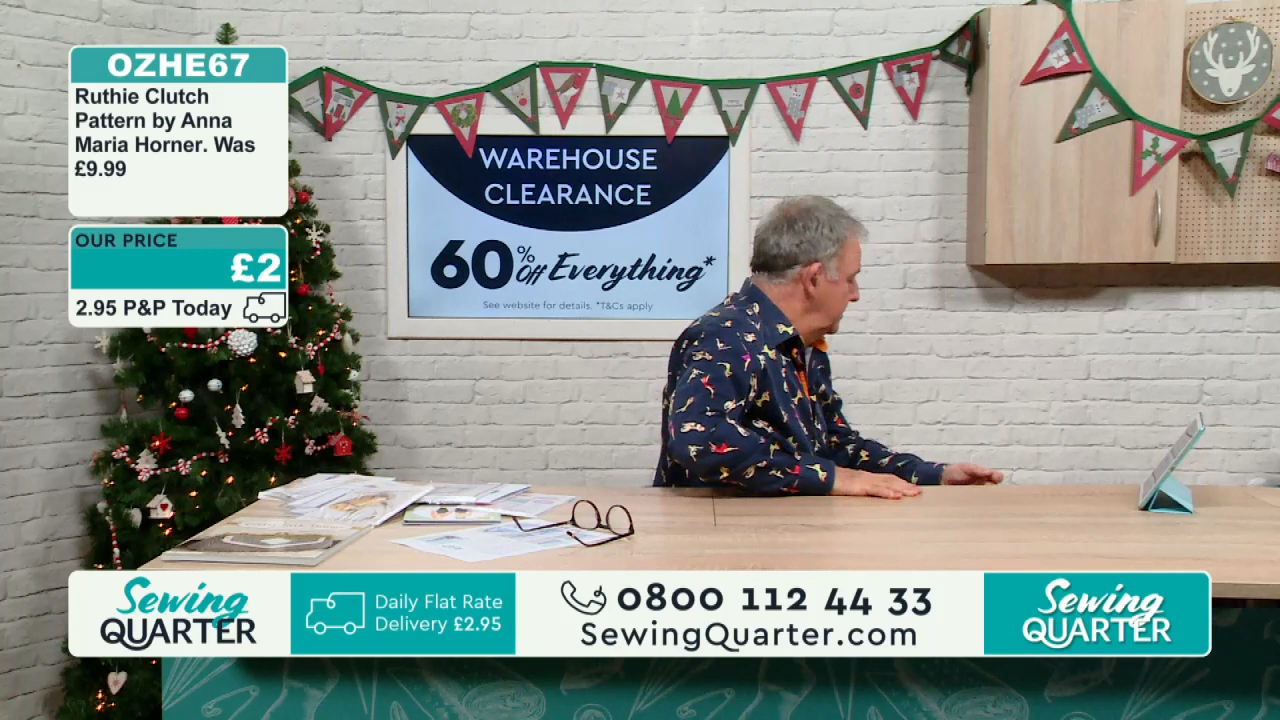 OZHE67
Ruthie Clutch
Pattern by Anna
Maria Horner. Was
£9.99
OUR PRICE
£2
2.95 P&P Today
WAREHOUSE
CLEARANCE
60% Off Everything*
See website for details. *T&Cs apply
Sewing
QUARTER
Daily Flat Rate
Delivery £2.95
0800 112 44 33
SewingQuarter.com
Sewing
QUARTER